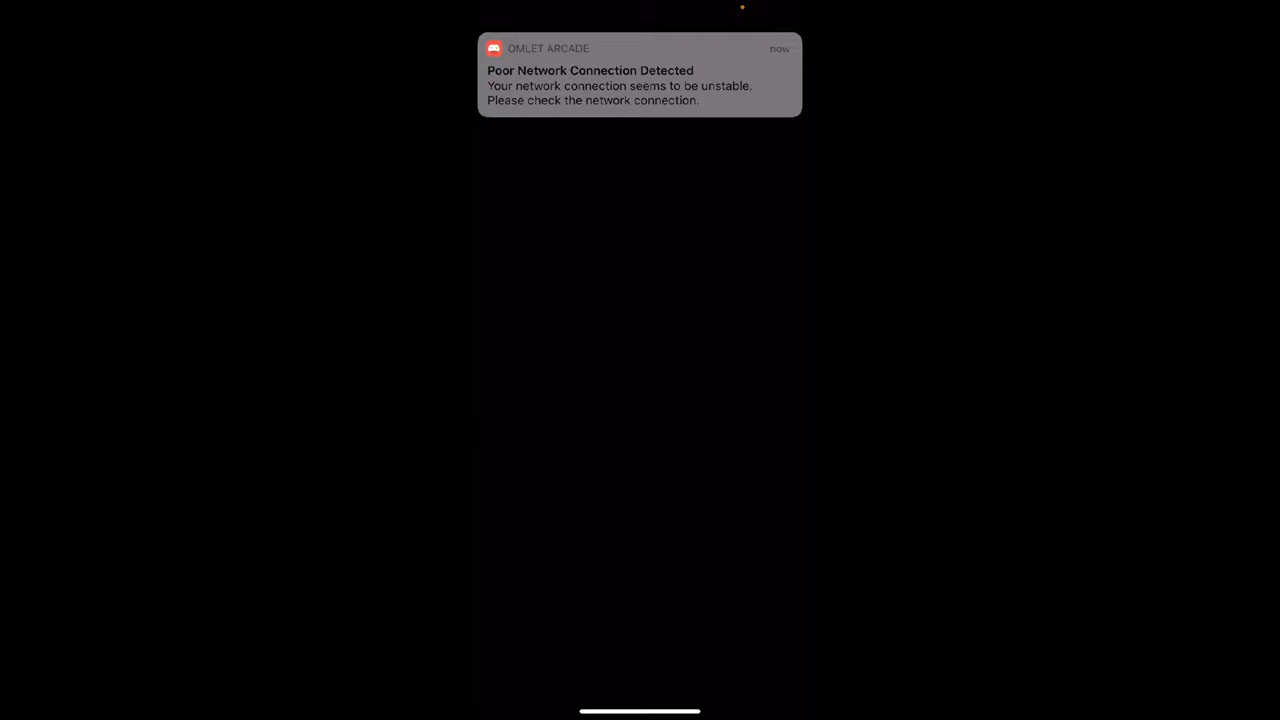 OMLET ARCADE
now
Poor Network Connection Detected
Your network connection seems to be unstable.
Please check the network connection.